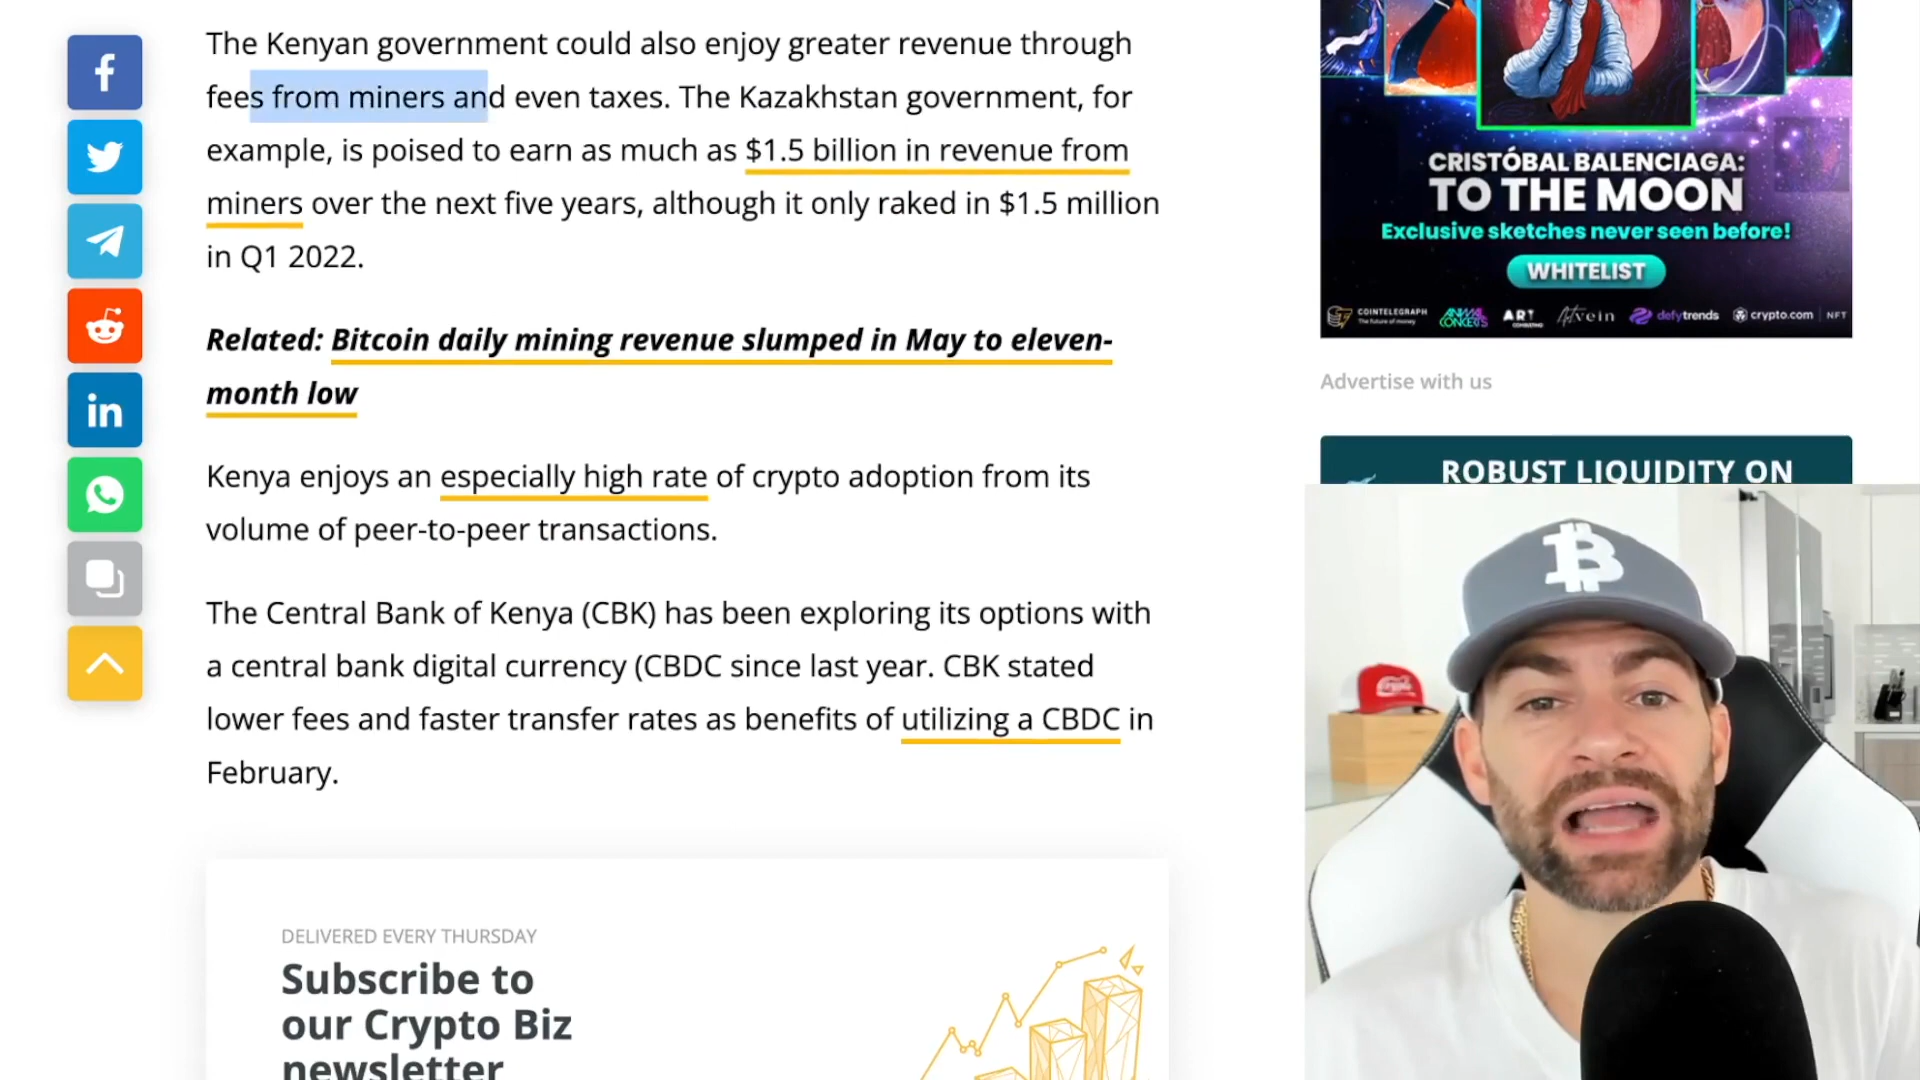 The Kenyan government could also enjoy greater revenue through
fees from miners and even taxes. The Kazakhstan government, for
example, is poised to earn as much as $1.5 billion in revenue from
miners over the next five years, although it only raked in $1.5 million
in Q1 2022.
Related: Bitcoin daily mining revenue slumped in May to eleven-
month low
Kenya enjoys an especially high rate of crypto adoption from its
volume of peer-to-peer transactions.
The Central Bank of Kenya (CBK) has been exploring its options with
a central bank digital currency (CBDC since last year. CBK stated
lower fees and faster transfer rates as benefits of utilizing a CBDC in
February.
DELIVERED EVERY THURSDAY
Subscribe to
our Crypto Biz
newsletter
CRISTÓBAL BALENCIAGA:
TO THE MOON
Exclusive sketches never seen before!
WHITELIST
COINTELEGRAPH
The future of money
ANIMAL
CONCERTS
ART
defytrends
crypto.com | NFT
Advertise with us
ROBUST LIQUIDITY ON